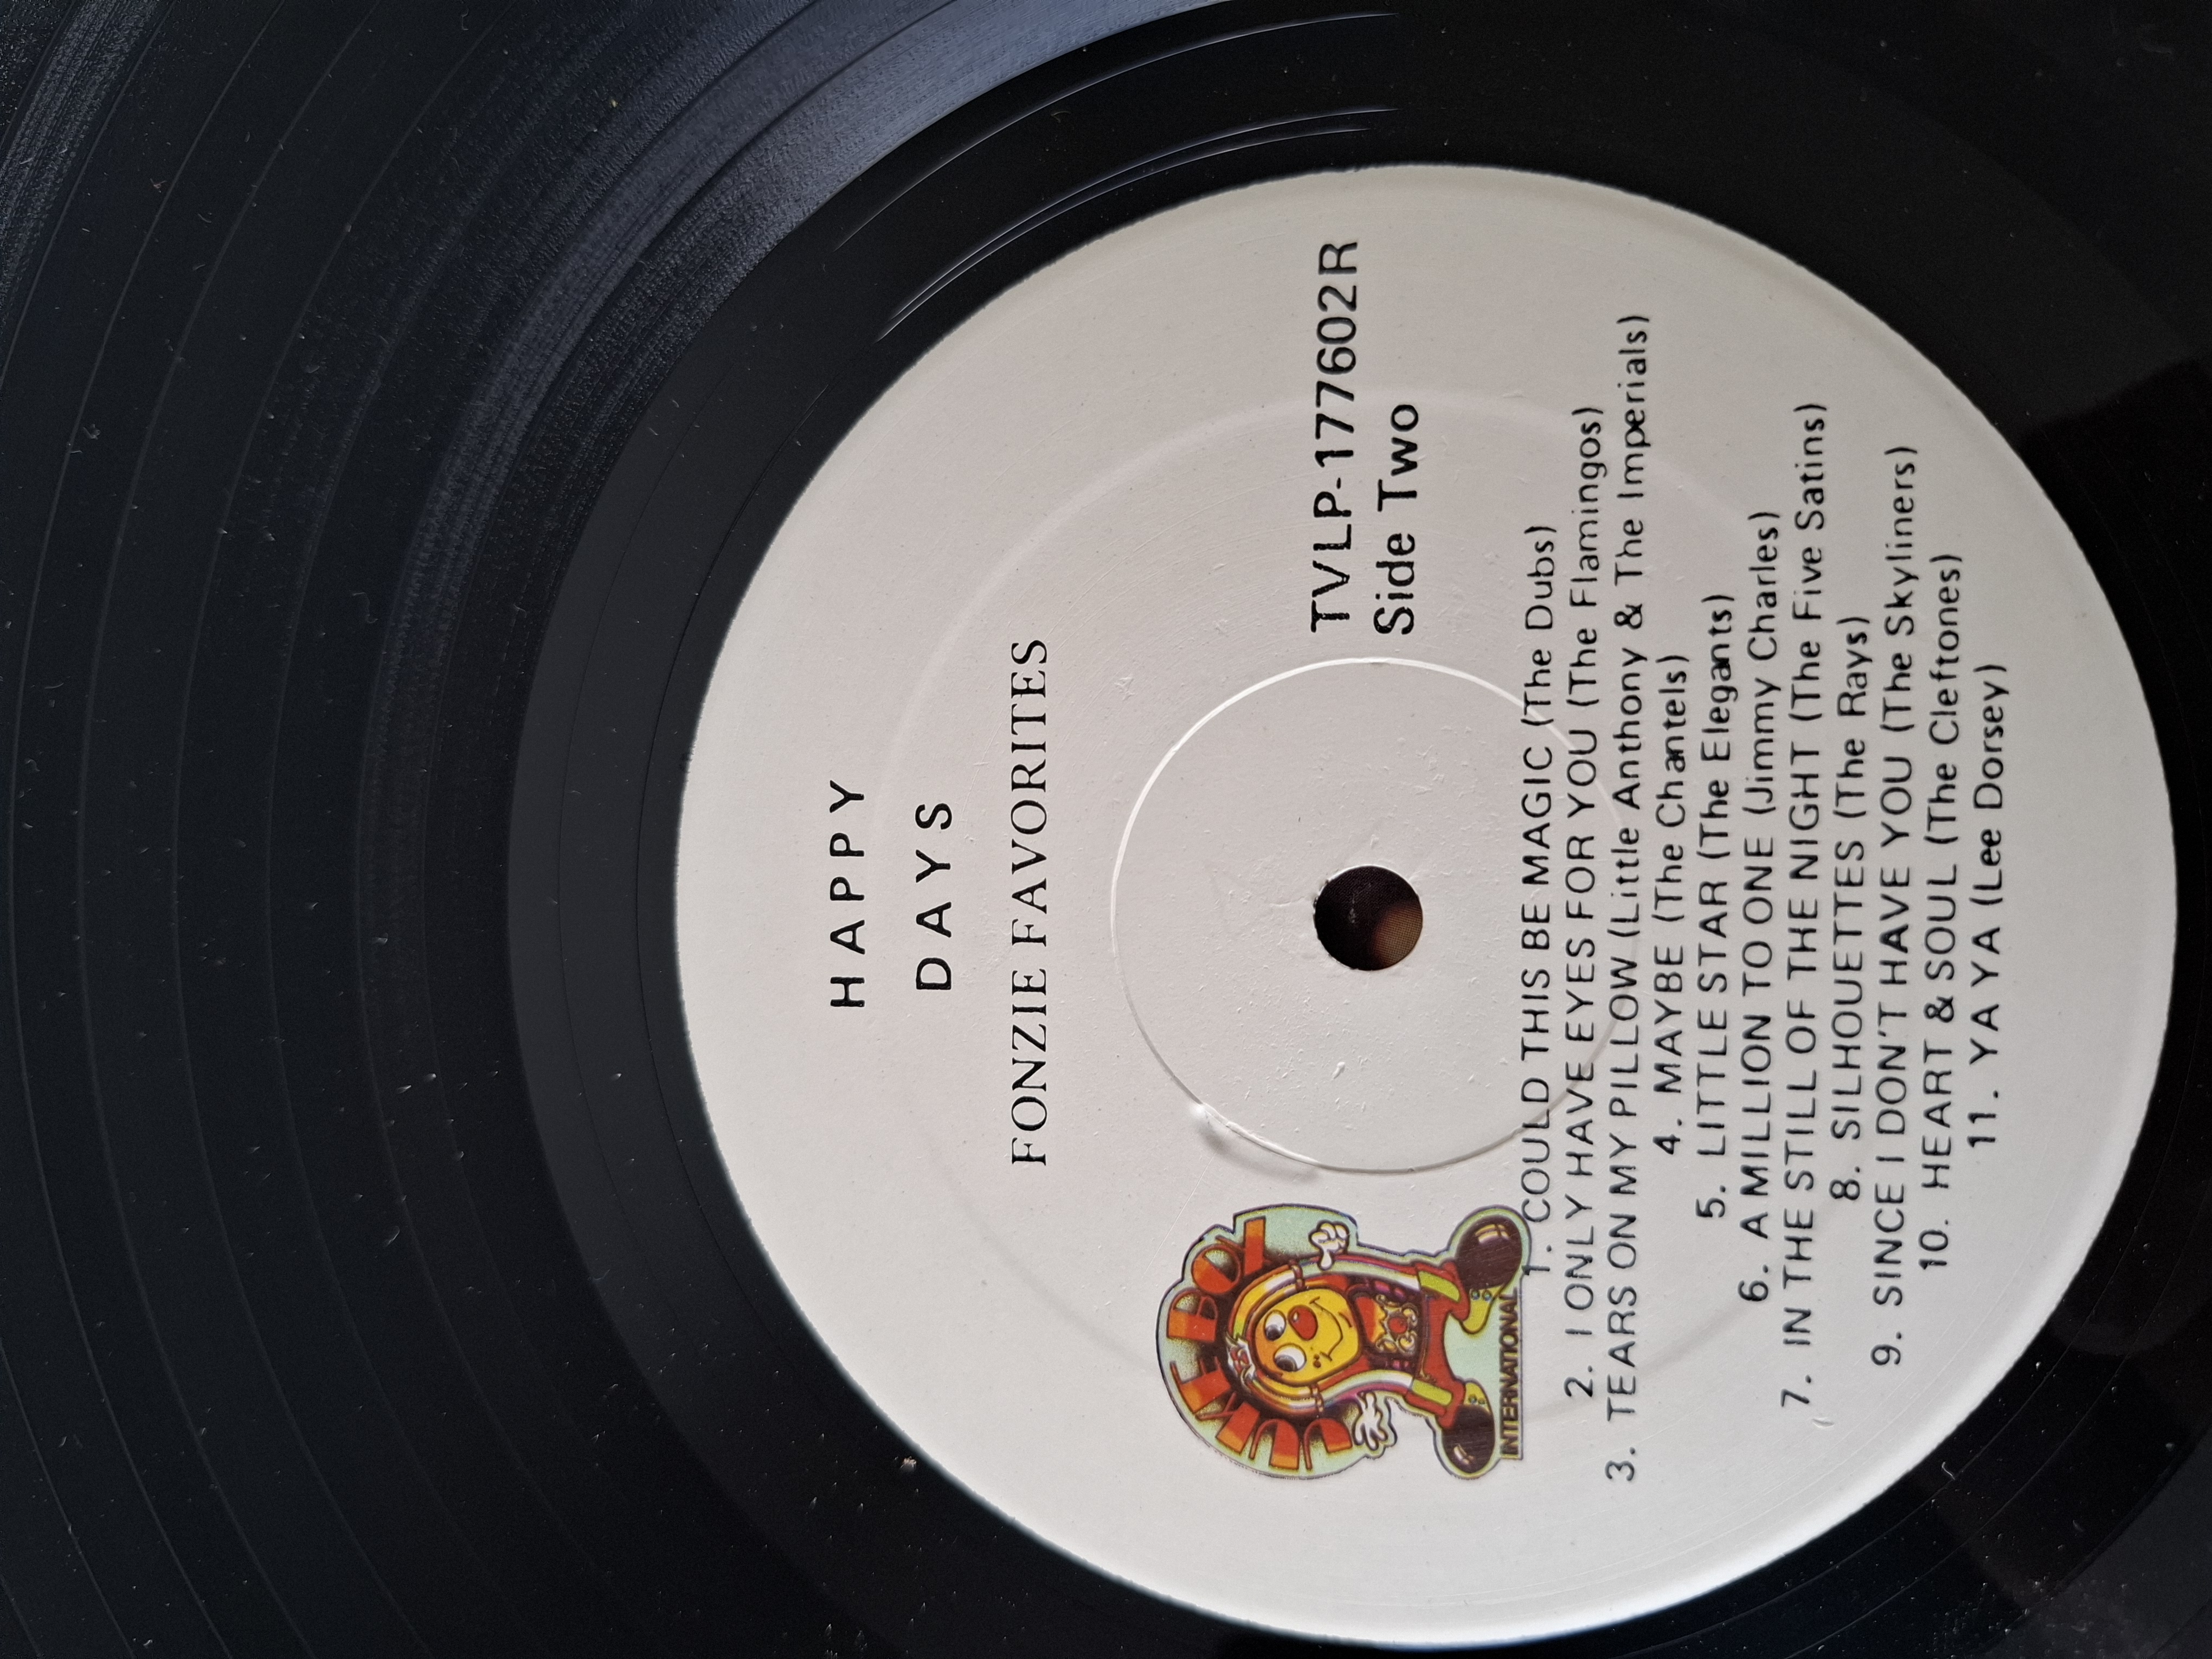 HAPPY
DAYS
FONZIE FAVORITES
JUKEBOX
INTERNATIONAL
TVLP-177602R
Side Two
1. COULD THIS BE MAGIC (The Dubs)
2. I ONLY HAVE EYES FOR YOU (The Flamingos)
3. TEARS ON MY PILLOW (Little Anthony & The Imperials)
4. MAYBE (The Chantels)
5. LITTLE STAR (The Elegants)
6. A MILLION TO ONE (Jimmy Charles)
7. IN THE STILL OF THE NIGHT (The Five Satins)
8. SILHOUETTES (The Rays)
9. SINCE I DON'T HAVE YOU (The Skyliners)
10. HEART & SOUL (The Cleftones)
11. YA YA (Lee Dorsey)